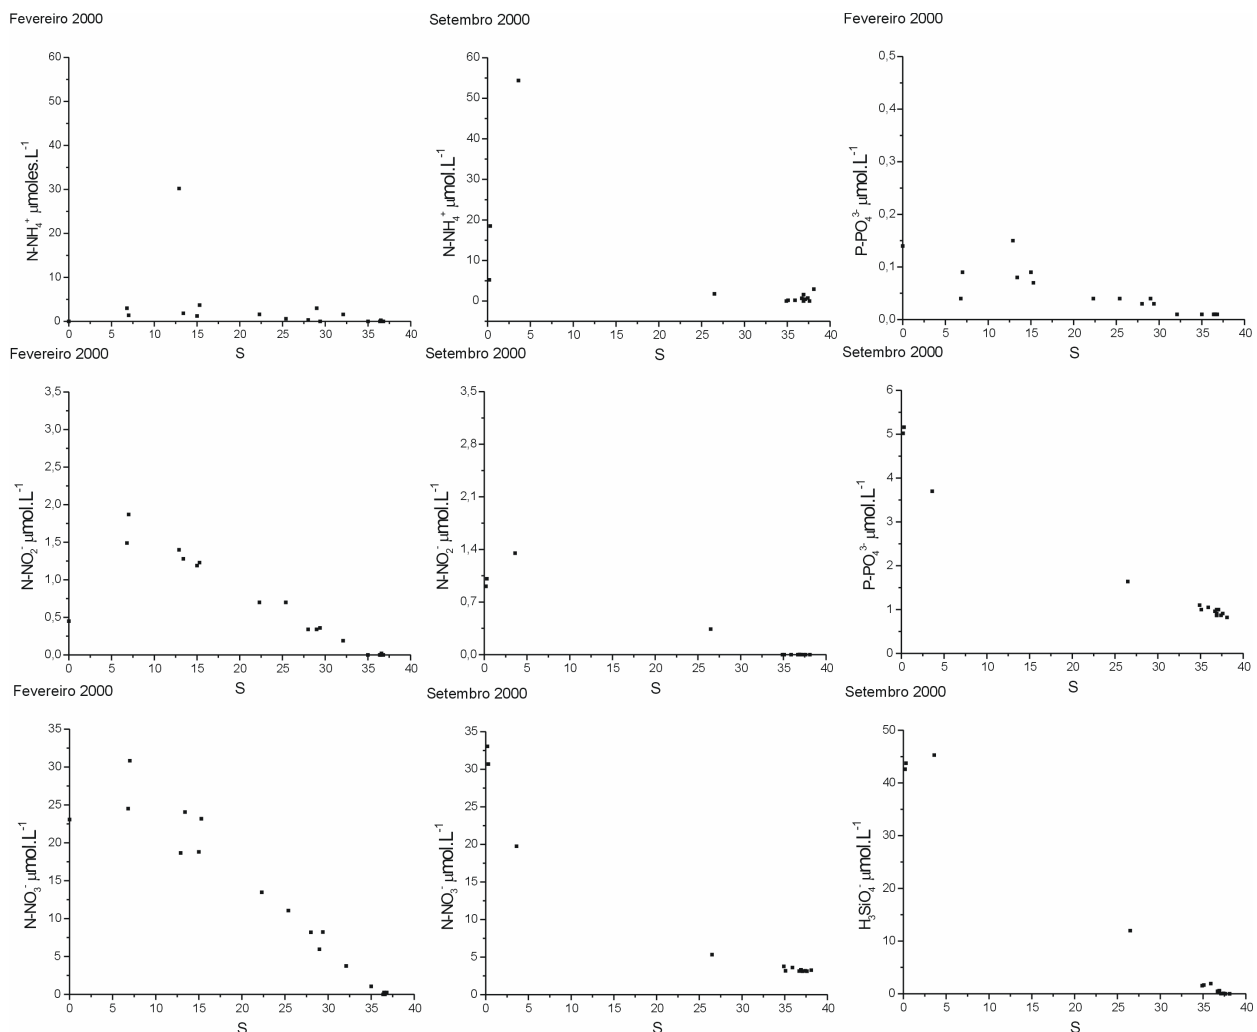 Fevereiro 2000
N-NH₄⁺ μmoles.L⁻¹
60
50
40
30
20
10
0
0 5 10 15 20 25 30 35 40
S
Setembro 2000
N-NH₄⁺ μmol.L⁻¹
60
50
40
30
20
10
0
0 5 10 15 20 25 30 35 40
S
Fevereiro 2000
P-PO₄³⁻ μmol.L⁻¹
0,5
0,4
0,3
0,2
0,1
0,0
0 5 10 15 20 25 30 35 40
S
Fevereiro 2000
N-NO₂⁻ μmol.L⁻¹
3,5
3,0
2,5
2,0
1,5
1,0
0,5
0,0
0 5 10 15 20 25 30 35 40
S
Setembro 2000
N-NO₂⁻ μmol.L⁻¹
3,5
2,8
2,1
1,4
0,7
0,0
0 5 10 15 20 25 30 35 40
S
Setembro 2000
P-PO₄³⁻ μmol.L⁻¹
6
5
4
3
2
1
0
0 5 10 15 20 25 30 35 40
S
Fevereiro 2000
N-NO₃⁻ μmol.L⁻¹
35
30
25
20
15
10
5
0
0 5 10 15 20 25 30 35 40
S
Setembro 2000
N-NO₃⁻ μmol.L⁻¹
35
30
25
20
15
10
5
0
0 5 10 15 20 25 30 35 40
S
Setembro 2000
H₃SiO₄⁻ μmol.L⁻¹
50
40
30
20
10
0
0 5 10 15 20 25 30 35 40
S